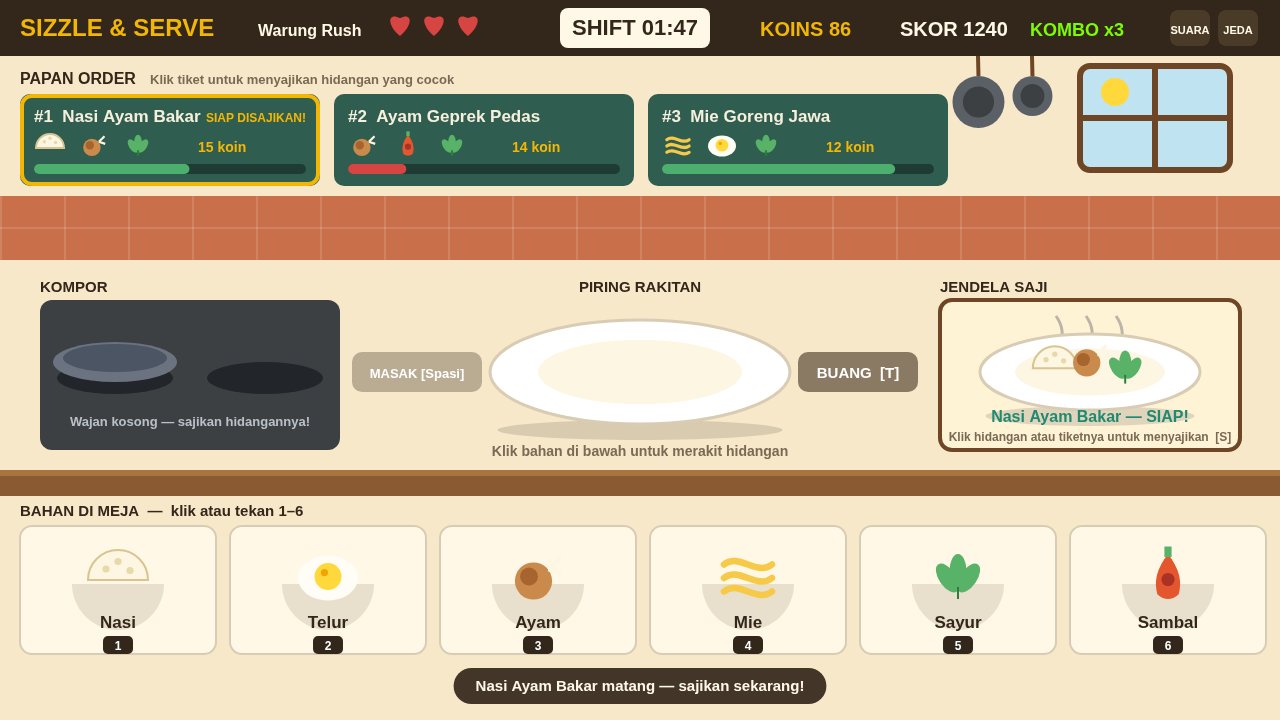 SIZZLE & SERVE
Warung Rush
SHIFT 01:47
KOINS 86
SKOR 1240
KOMBO x3
SUARA
JEDA
PAPAN ORDER
Klik tiket untuk menyajikan hidangan yang cocok
#1 Nasi Ayam Bakar SIAP DISAJIKAN!
15 koin
#2 Ayam Geprek Pedas
14 koin
#3 Mie Goreng Jawa
12 koin
KOMPOR
Wajan kosong — sajikan hidangannya!
MASAK [Spasi]
PIRING RAKITAN
Klik bahan di bawah untuk merakit hidangan
BUANG [T]
JENDELA SAJI
Nasi Ayam Bakar — SIAP!
Klik hidangan atau tiketnya untuk menyajikan [S]
BAHAN DI MEJA — klik atau tekan 1–6
Nasi
1
Telur
2
Ayam
3
Mie
4
Sayur
5
Sambal
6
Nasi Ayam Bakar matang — sajikan sekarang!